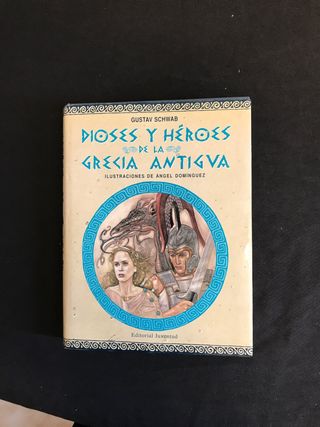 GUSTAV SCHWAB
DIOSES Y HÉROES
DE LA
GRECIA ANTIGVA
ILUSTRACIONES DE ÁNGEL DOMÍNGUEZ
Editorial Juventud